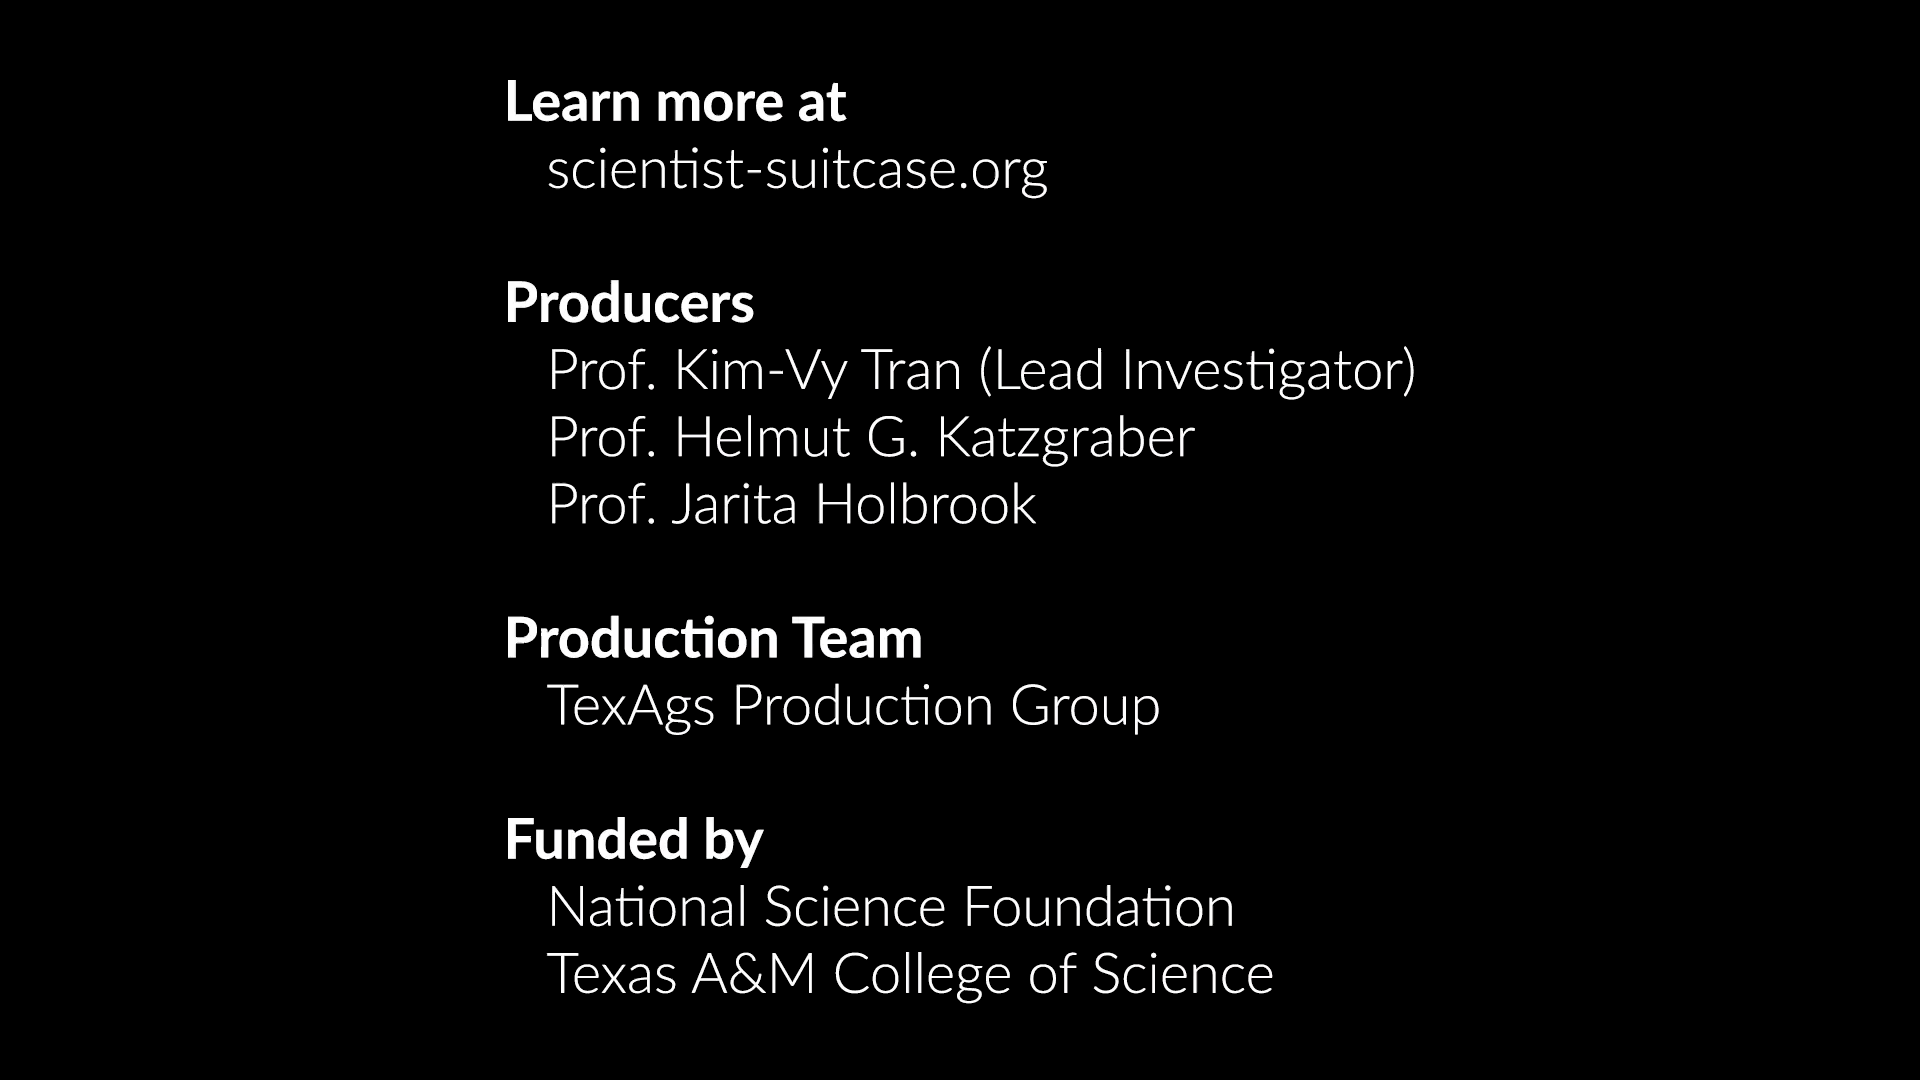 Learn more at
scientist-suitcase.org
Producers
Prof. Kim-Vy Tran (Lead Investigator)
Prof. Helmut G. Katzgraber
Prof. Jarita Holbrook
Production Team
TexAgs Production Group
Funded by
National Science Foundation
Texas A&M College of Science